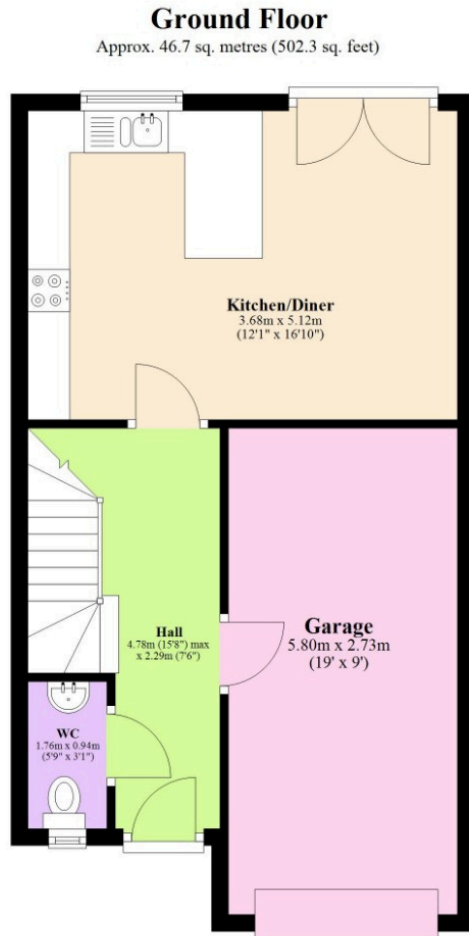 Ground Floor
Approx. 46.7 sq. metres (502.3 sq. feet)
Kitchen/Diner
3.68m x 5.12m
(12'1" x 16'10")
Hall
4.78m (15'8") max
x 2.29m (7'6")
Garage
5.80m x 2.73m
(19' x 9')
WC
1.76m x 0.94m
(5'9" x 3'1")